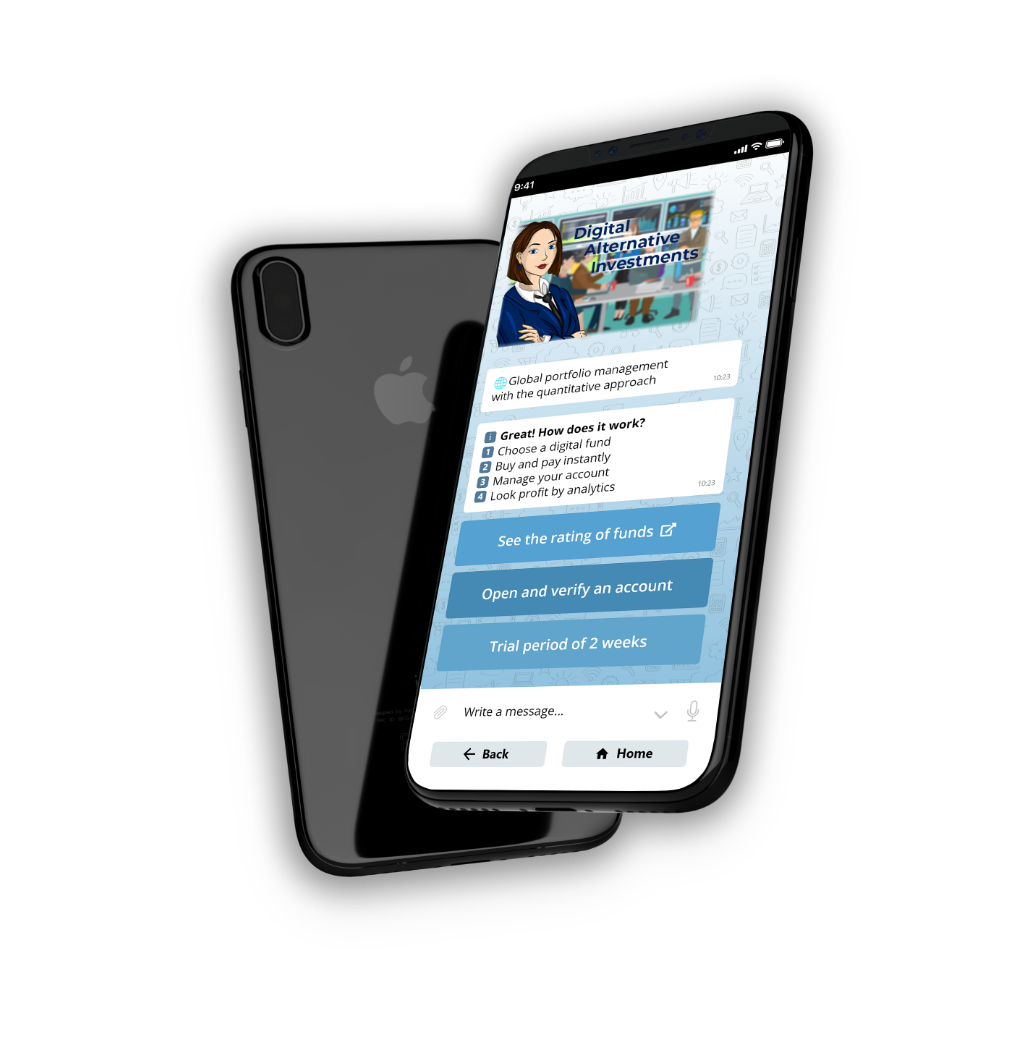 9:41
Digital
Alternative
Investments
Global portfolio management
with the quantitative approach
10:23
i Great! How does it work?
1 Choose a digital fund
2 Buy and pay instantly
3 Manage your account
4 Look profit by analytics
10:23
See the rating of funds
Open and verify an account
Trial period of 2 weeks
Write a message...
Back
Home